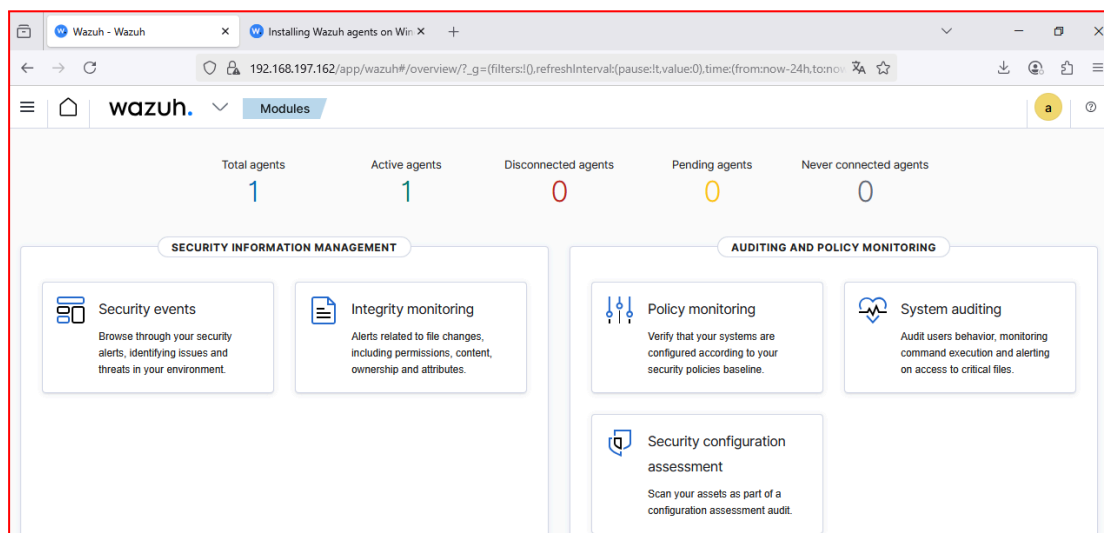 Wazuh - Wazuh
Installing Wazuh agents on Win
192.168.197.162/app/wazuh#/overview/?_g=(filters:!(),refreshInterval:(pause:!t,value:0),time:(from:now-24h,to:now
wazuh.
Modules
a
Total agents
1
Active agents
1
Disconnected agents
0
Pending agents
0
Never connected agents
0
SECURITY INFORMATION MANAGEMENT
Security events
Browse through your security
alerts, identifying issues and
threats in your environment.
Integrity monitoring
Alerts related to file changes,
including permissions, content,
ownership and attributes.
AUDITING AND POLICY MONITORING
Policy monitoring
Verify that your systems are
configured according to your
security policies baseline.
System auditing
Audit users behavior, monitoring
command execution and alerting
on access to critical files.
Security configuration
assessment
Scan your assets as part of a
configuration assessment audit.